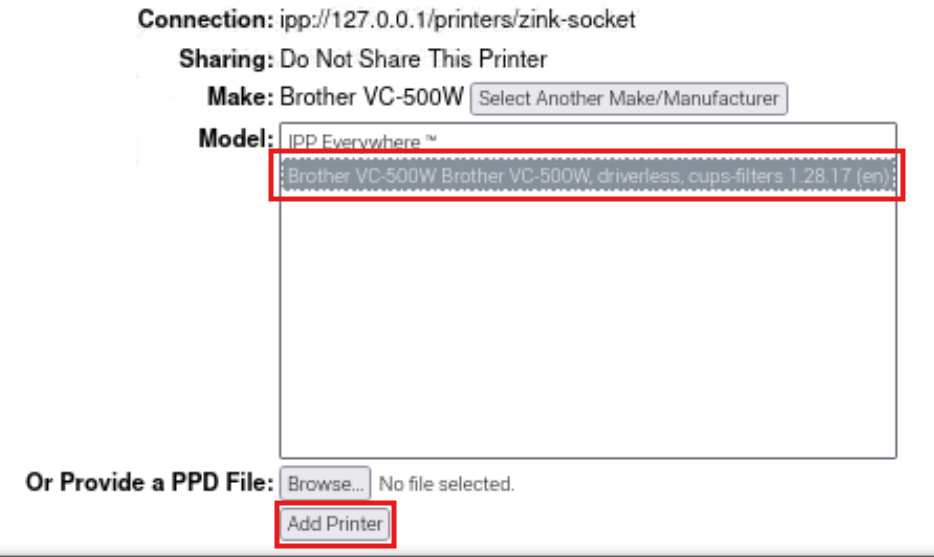 Connection: ipp://127.0.0.1/printers/zink-socket
Sharing: Do Not Share This Printer
Make: Brother VC-500W Select Another Make/Manufacturer
Model: IPP Everywhere ™
Brother VC-500W Brother VC-500W, driverless, cups-filters 1.28.17 (en)
Or Provide a PPD File: Browse... No file selected.
Add Printer